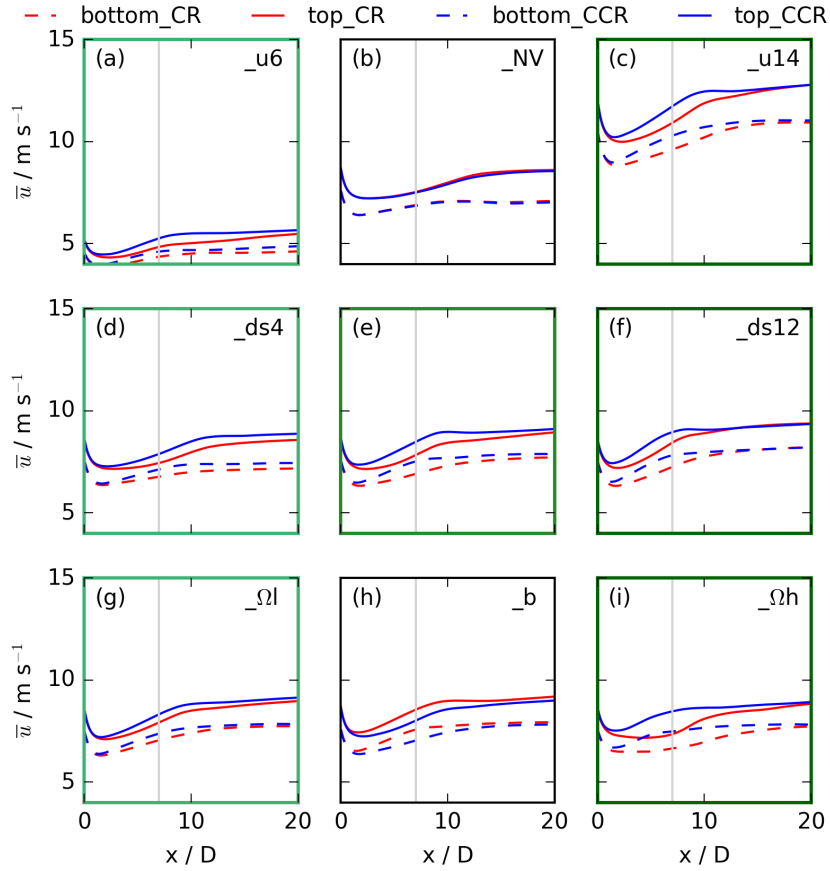 bottom_CR top_CR bottom_CCR top_CCR
(a) _u6 (b) _NV (c) _u14
15
10
5
u̅ / m s⁻¹
(d) _ds4 (e) (f) _ds12
15
10
5
u̅ / m s⁻¹
(g) _Ωl (h) _b (i) _Ωh
15
10
5
u̅ / m s⁻¹
0 10 20 0 10 20 0 10 20
x / D x / D x / D